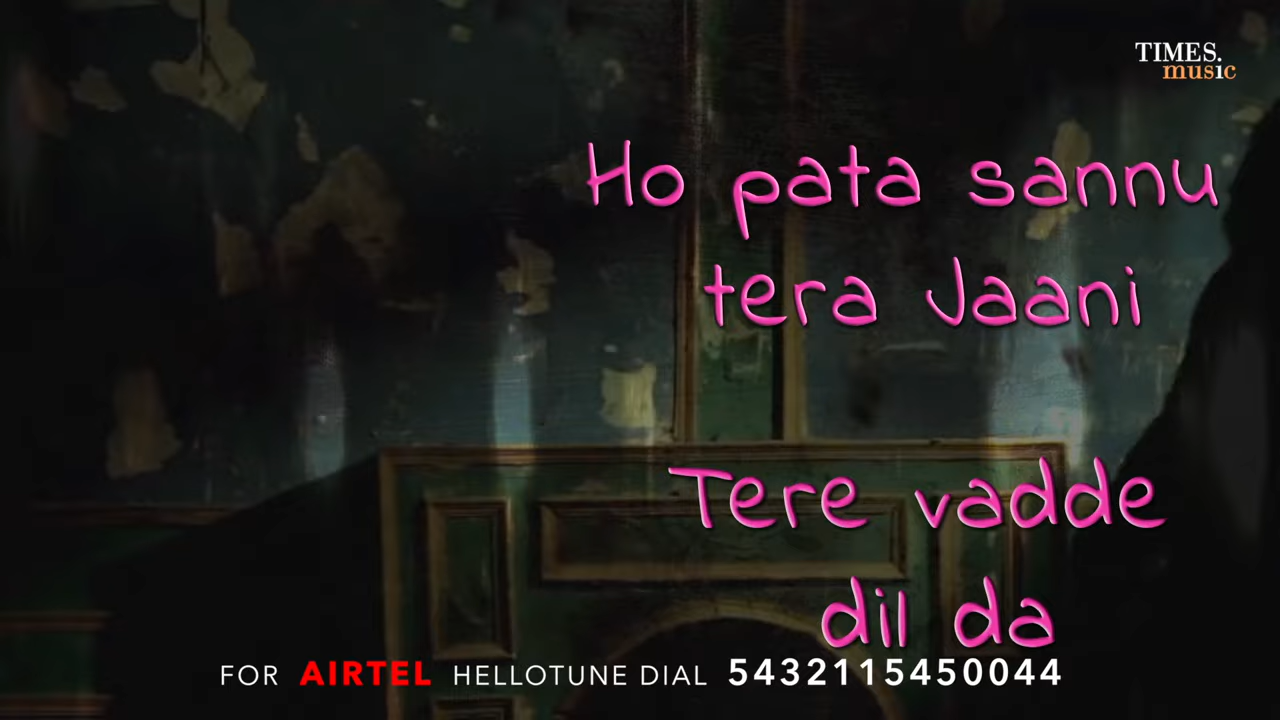 TIMES.
music
Ho pata sannu
tera Jaani
Tere vadde
dil da
FOR AIRTEL HELLOTUNE DIAL 5432115450044